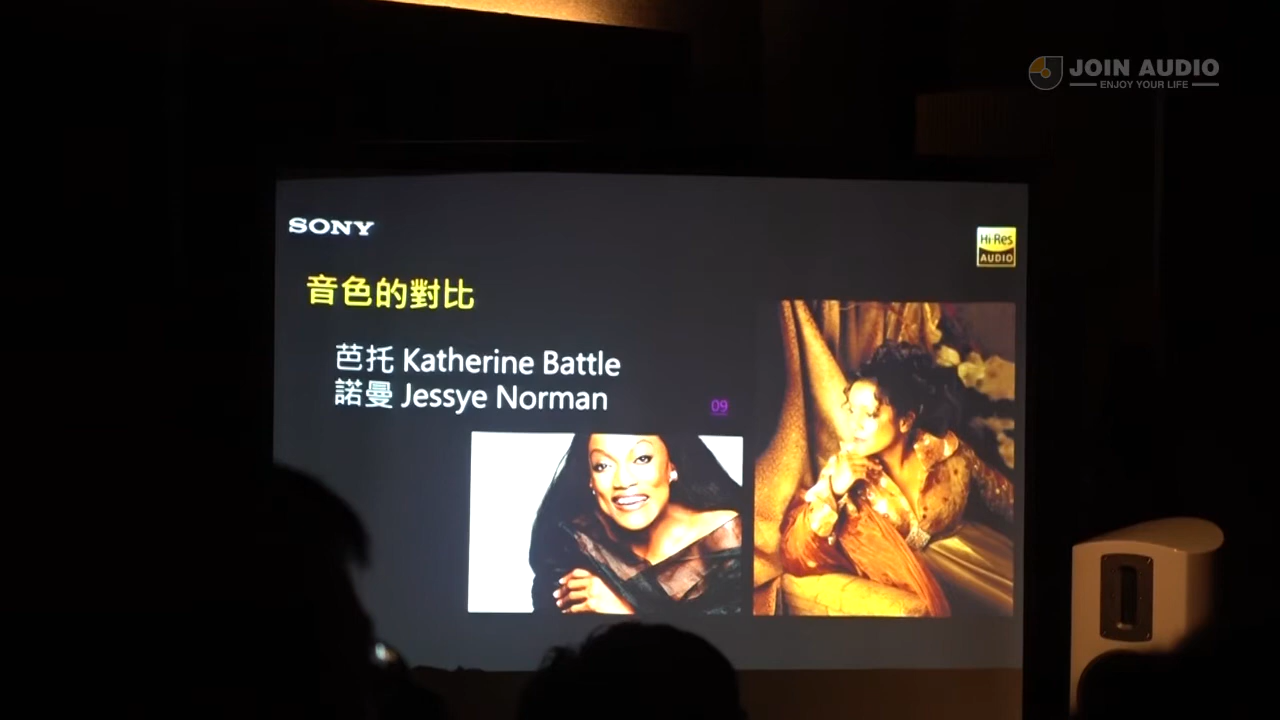 JOIN AUDIO
ENJOY YOUR LIFE
SONY
Hi Res
AUDIO
音色的對比
芭托 Katherine Battle
諾曼 Jessye Norman
09